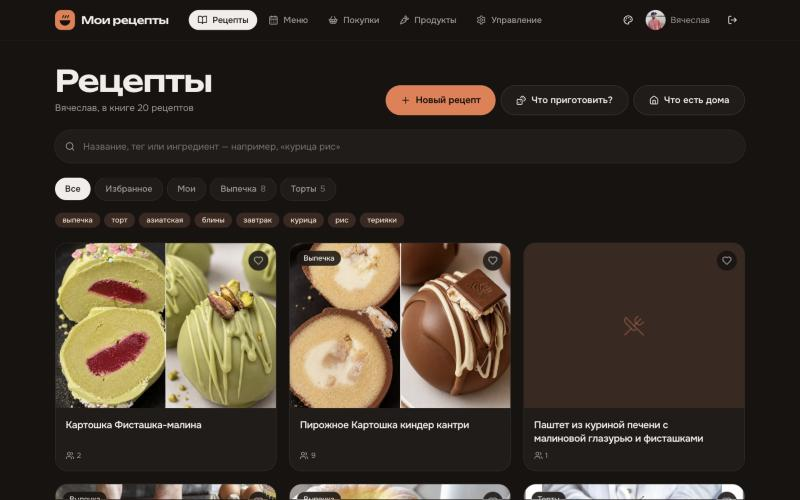 Мои рецепты
Рецепты
Меню
Покупки
Продукты
Управление
Вячеслав
Рецепты
Вячеслав, в книге 20 рецептов
+ Новый рецепт
Что приготовить?
Что есть дома
Название, тег или ингредиент — например, «курица рис»
Все
Избранное
Мои
Выпечка 8
Торты 5
выпечка
торт
азиатская
блины
завтрак
курица
рис
терияки
Выпечка
Картошка Фисташка-малина
2
Пирожное Картошка киндер кантри
9
Паштет из куриной печени с
малиновой глазурью и фисташками
1
Выпечка
Выпечка
Торты